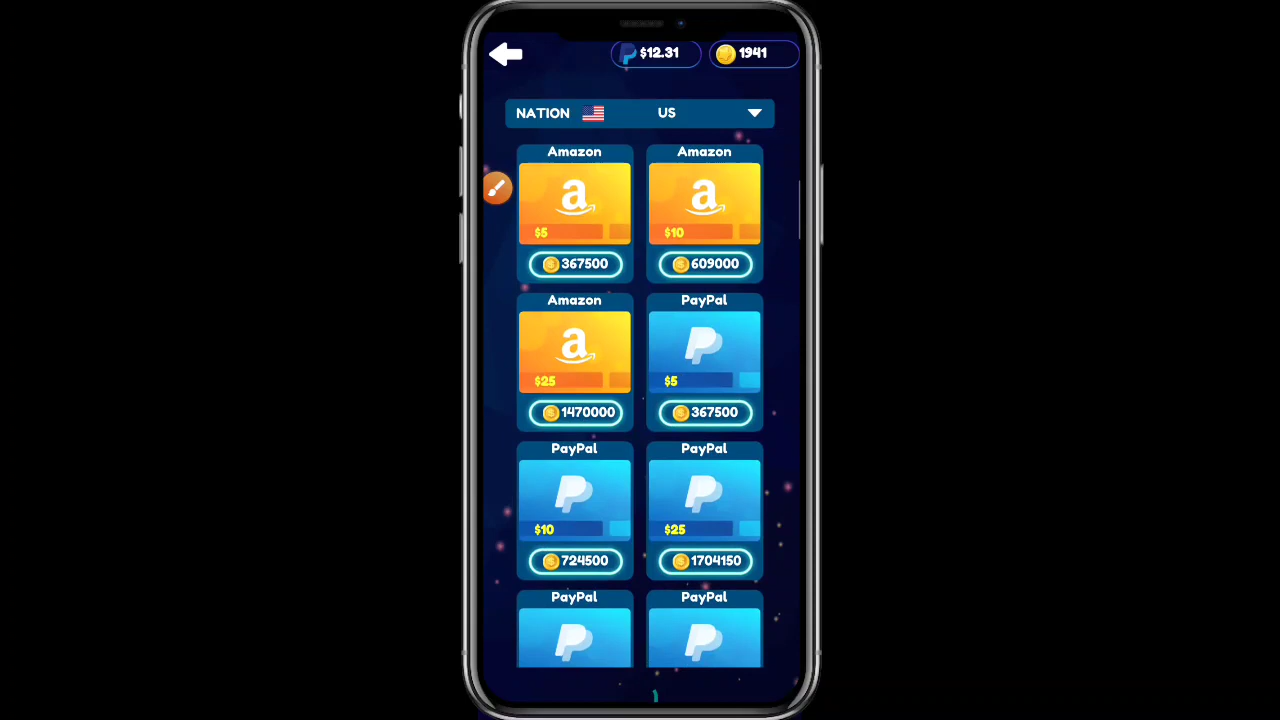 $12.31 1941
NATION US
Amazon Amazon
a a
$5 $10
367500 609000
Amazon PayPal
a
$25 $5
1470000 367500
PayPal PayPal
$10 $25
724500 1704150
PayPal PayPal